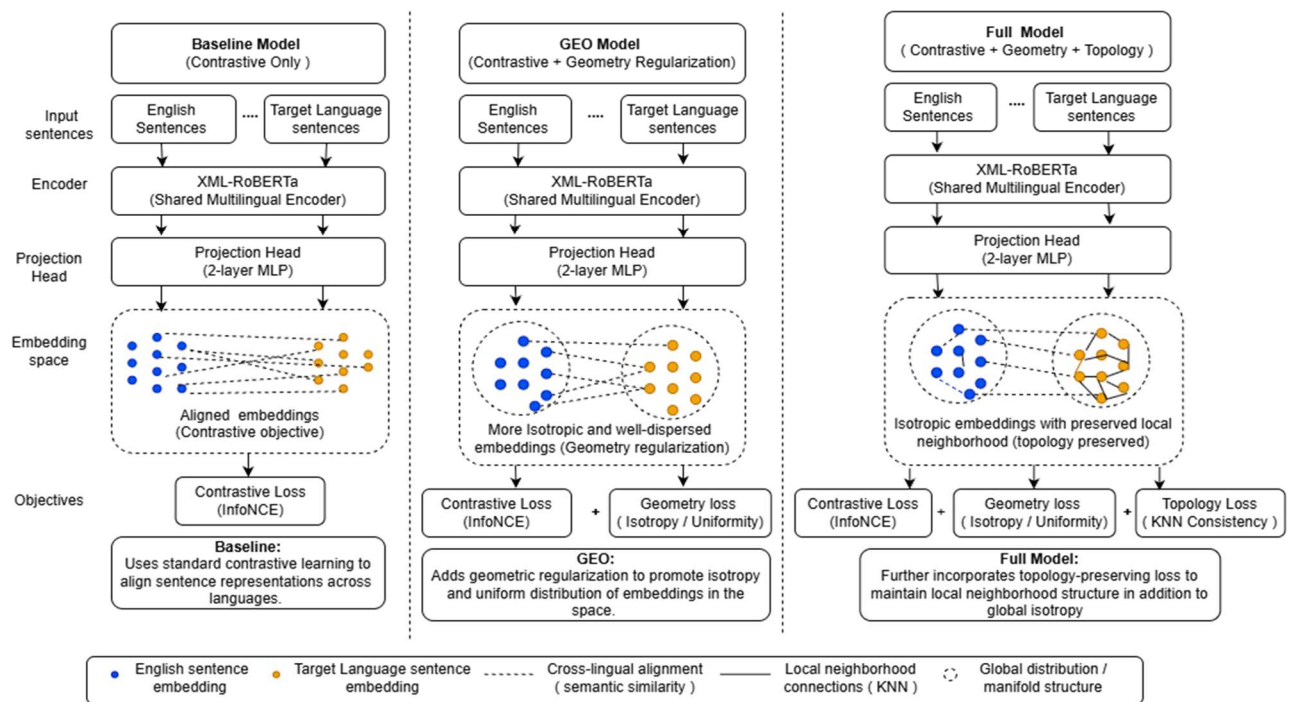 Baseline Model
(Contrastive Only )
Input
sentences
English
Sentences
....
Target Language
sentences
Encoder
XML-RoBERTa
(Shared Multilingual Encoder)
Projection
Head
Projection Head
(2-layer MLP)
Embedding
space
Aligned embeddings
(Contrastive objective)
Objectives
Contrastive Loss
(InfoNCE)
Baseline:
Uses standard contrastive learning to
align sentence representations across
languages.
GEO Model
(Contrastive + Geometry Regularization)
English
Sentences
....
Target Language
sentences
XML-RoBERTa
(Shared Multilingual Encoder)
Projection Head
(2-layer MLP)
More Isotropic and well-dispersed
embeddings (Geometry regularization)
Contrastive Loss
(InfoNCE)
+
Geometry loss
( Isotropy / Uniformity)
GEO:
Adds geometric regularization to promote isotropy
and uniform distribution of embeddings in the
space.
Full Model
( Contrastive + Geometry + Topology )
English
Sentences
....
Target Language
sentences
XML-RoBERTa
(Shared Multilingual Encoder)
Projection Head
(2-layer MLP)
Isotropic embeddings with preserved local
neighborhood (topology preserved)
Contrastive Loss
(InfoNCE)
+
Geometry loss
( Isotropy / Uniformity)
+
Topology Loss
( KNN Consistency )
Full Model:
Further incorporates topology-preserving loss to
maintain local neighborhood structure in addition to
global isotropy
English sentence
embedding
Target Language sentence
embedding
Cross-lingual alignment
( semantic similarity )
Local neighborhood
connections ( KNN )
Global distribution /
manifold structure